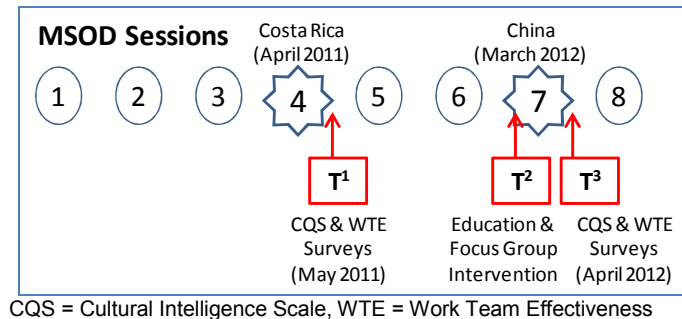 MSOD Sessions
Costa Rica
(April 2011)
China
(March 2012)
1 2 3 4 5 6 7 8
T¹ T² T³
CQS & WTE
Surveys
(May 2011)
Education &
Focus Group
Intervention
CQS & WTE
Surveys
(April 2012)
CQS = Cultural Intelligence Scale, WTE = Work Team Effectiveness